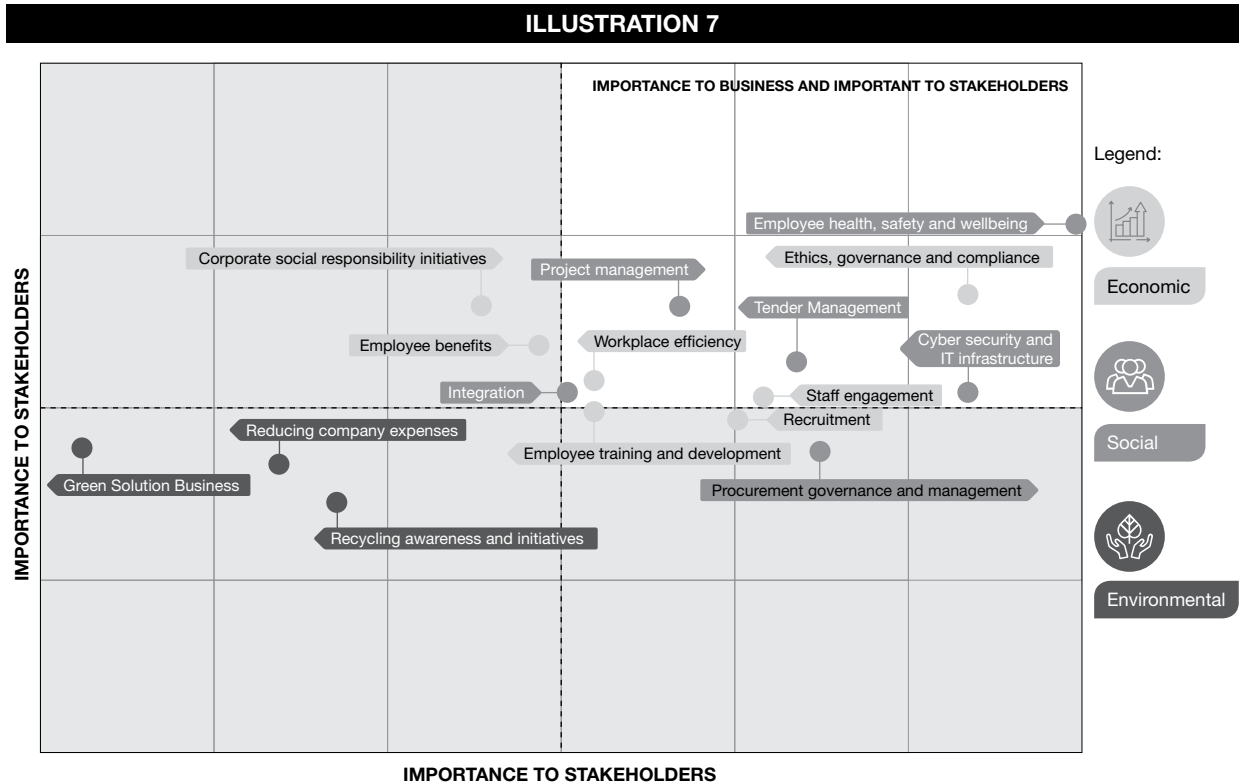 ILLUSTRATION 7
IMPORTANCE TO BUSINESS AND IMPORTANT TO STAKEHOLDERS
Legend:
Employee health, safety and wellbeing
Corporate social responsibility initiatives
Ethics, governance and compliance
Project management
Economic
Tender Management
Employee benefits
Workplace efficiency
Cyber security and
IT infrastructure
Integration
Staff engagement
Recruitment
Reducing company expenses
Social
Employee training and development
Green Solution Business
Procurement governance and management
Recycling awareness and initiatives
Environmental
IMPORTANCE TO STAKEHOLDERS
IMPORTANCE TO STAKEHOLDERS